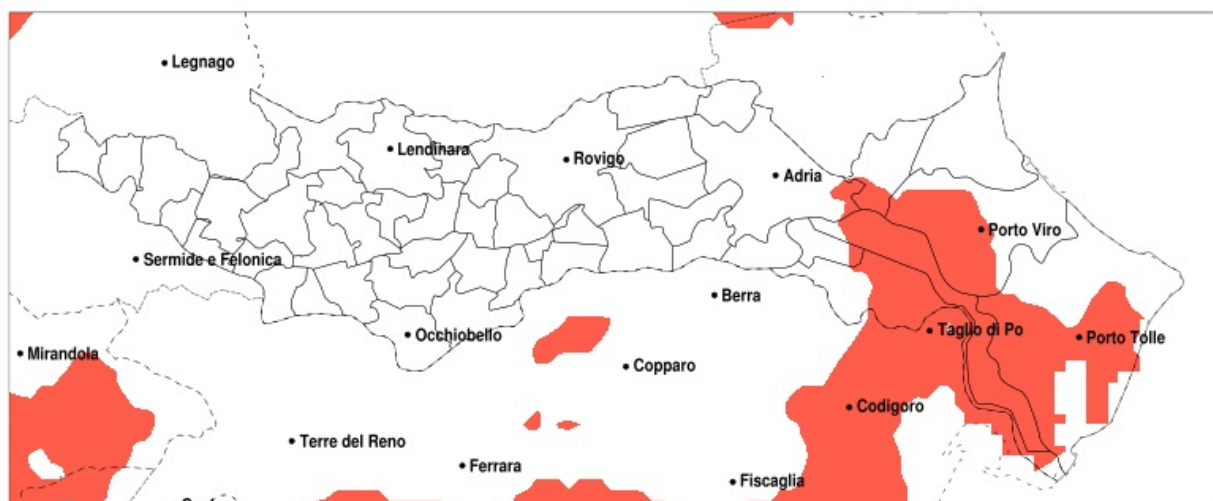 Legnago
Lendinara
Rovigo
Adria
Porto Viro
Sermide e Felonica
Berra
Occhiobello
Taglio di Po
Porto Tolle
Mirandola
Copparo
Codigoro
Terre del Reno
Ferrara
Fiscaglia